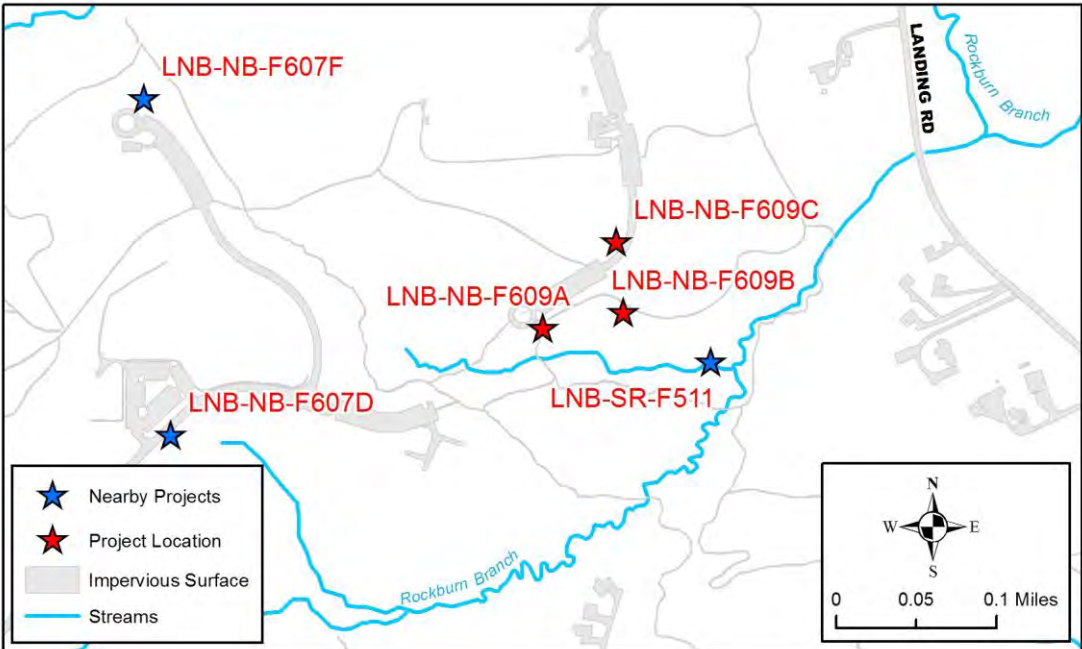 LNB-NB-F607F
LANDING RD
Rockburn Branch
LNB-NB-F609C
LNB-NB-F609B
LNB-NB-F609A
LNB-SR-F511
LNB-NB-F607D
Rockburn Branch
Nearby Projects
Project Location
Impervious Surface
Streams
N
W E
S
0 0.05 0.1 Miles